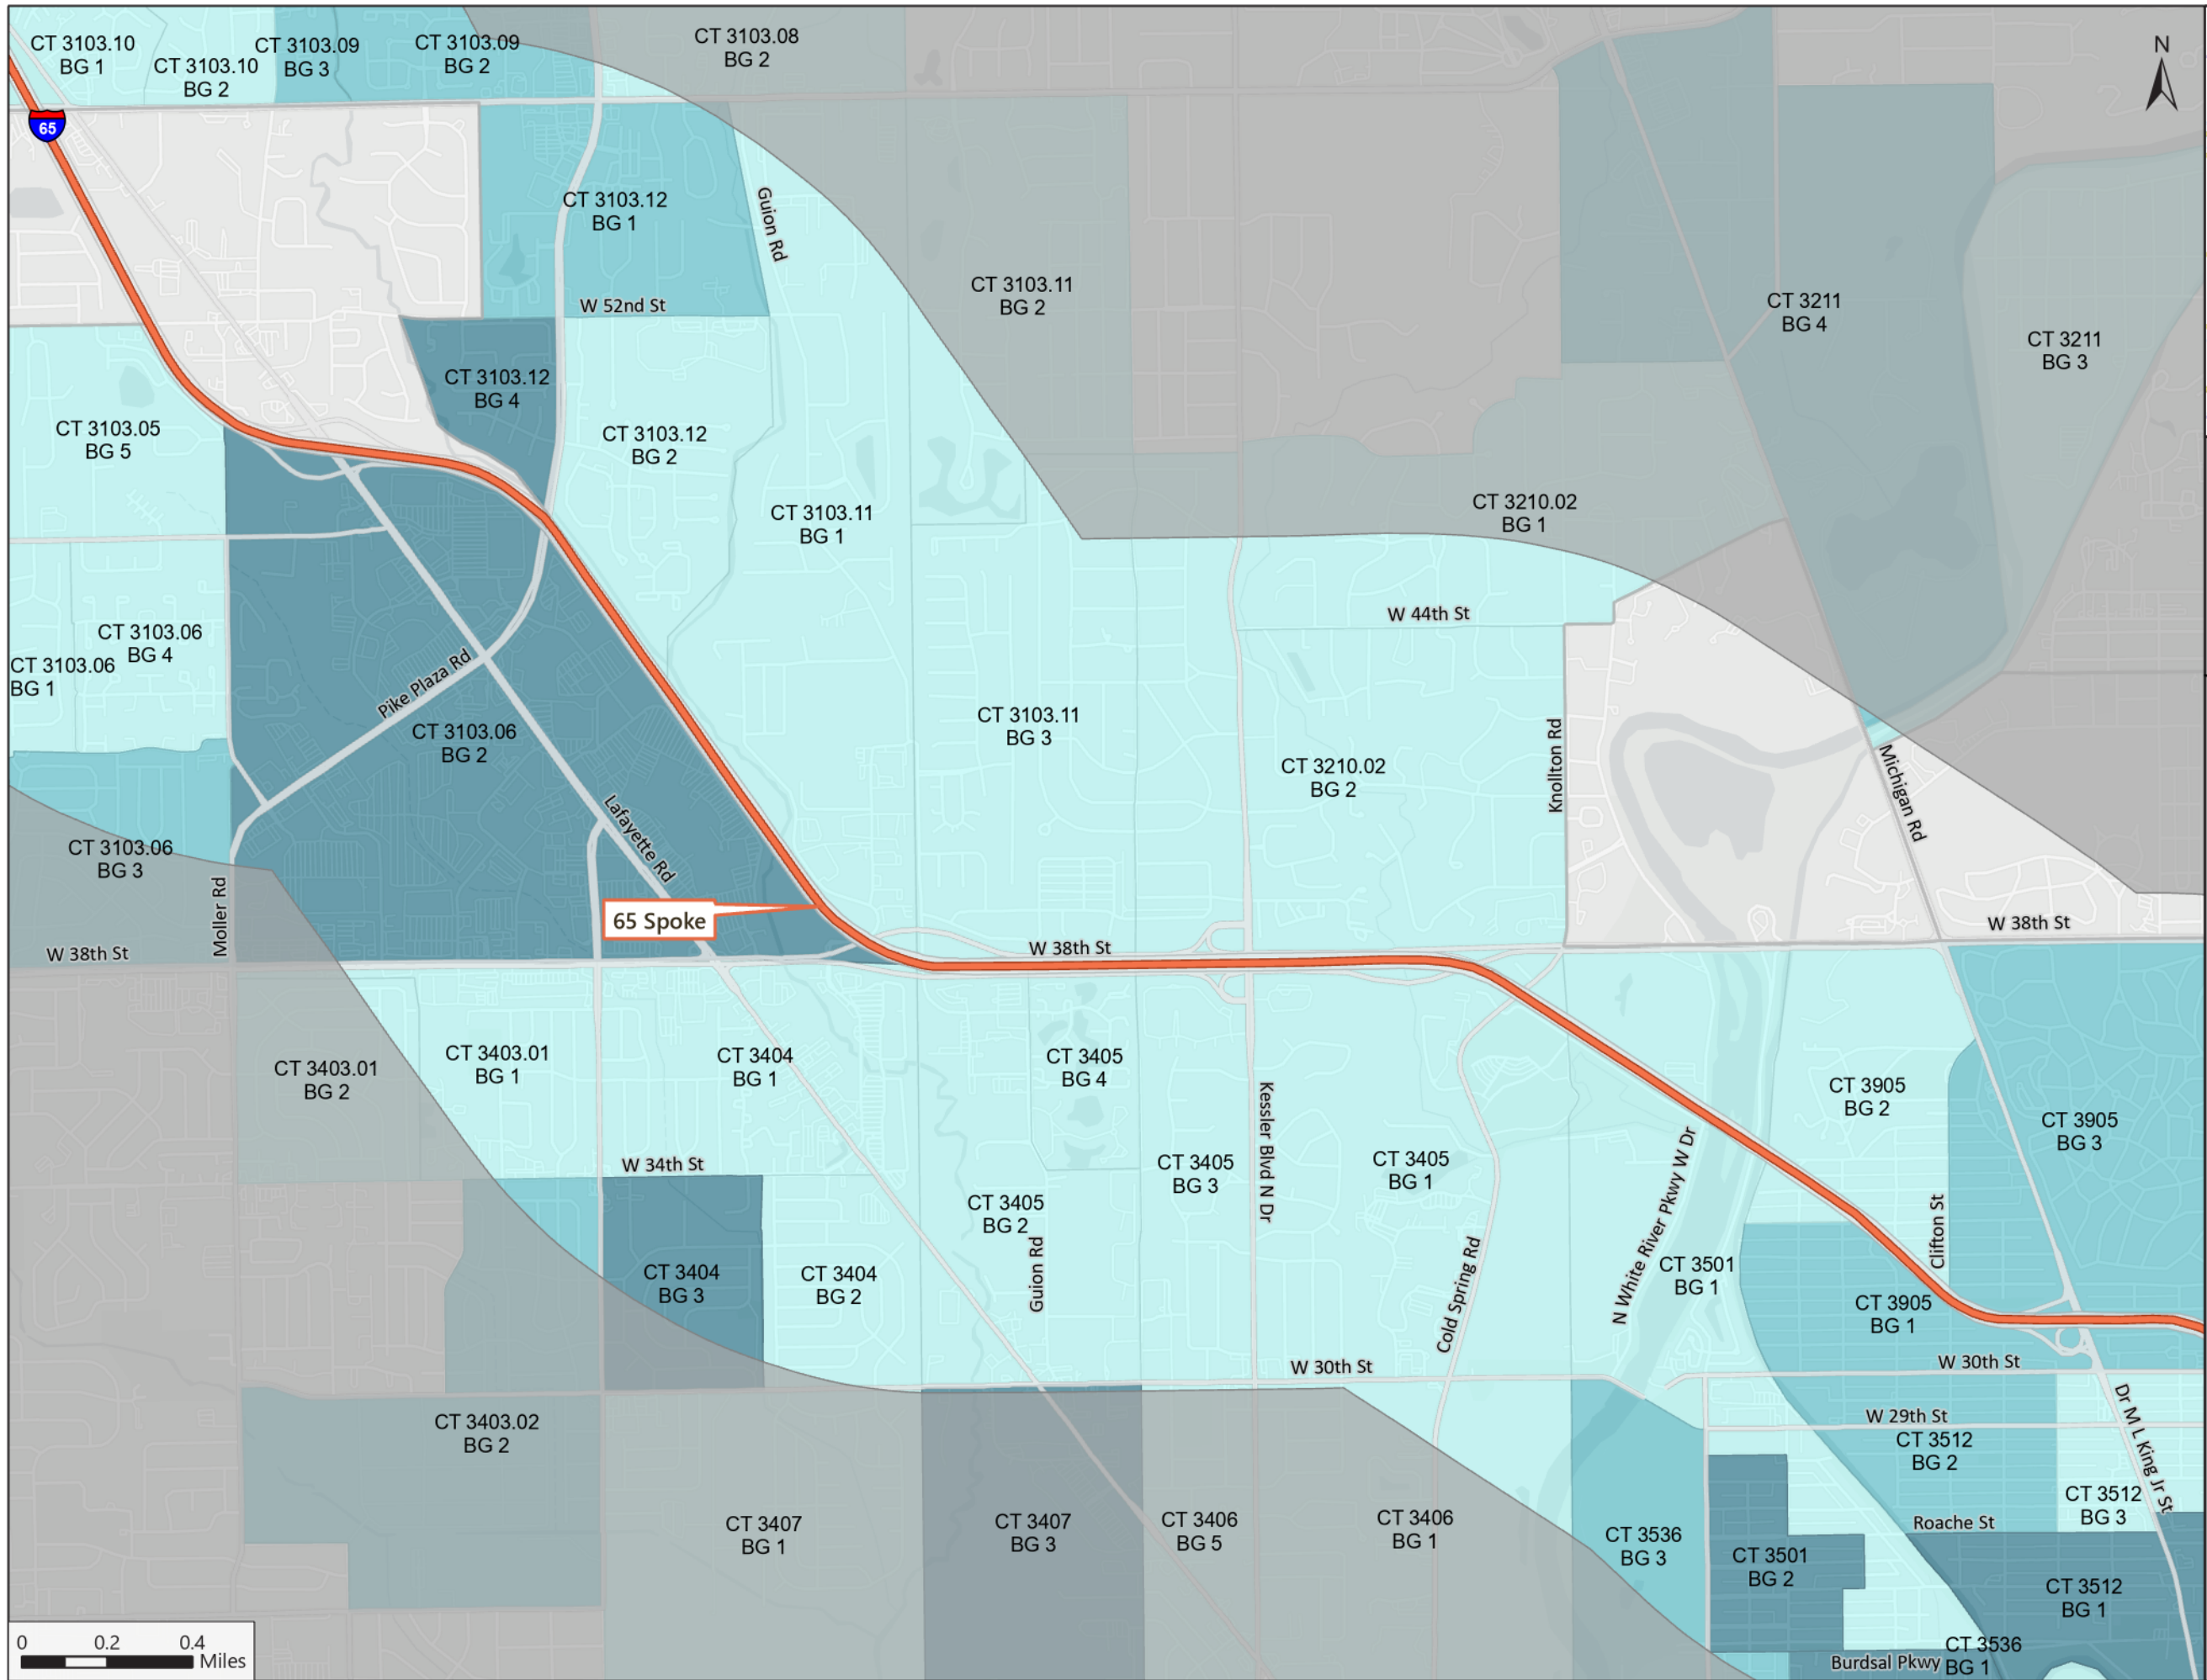 CT 3103.10
BG 1
CT 3103.10
BG 2
CT 3103.09
BG 3
CT 3103.09
BG 2
CT 3103.08
BG 2
N
65
CT 3103.12
BG 1
Guion Rd
W 52nd St
CT 3103.11
BG 2
CT 3211
BG 4
CT 3211
BG 3
CT 3103.12
BG 4
CT 3103.05
BG 5
CT 3103.12
BG 2
CT 3103.11
BG 1
CT 3210.02
BG 1
W 44th St
CT 3103.06
BG 4
CT 3103.06
BG 1
Pike Plaza Rd
CT 3103.06
BG 2
CT 3103.11
BG 3
CT 3210.02
BG 2
Knollton Rd
Michigan Rd
Lafayette Rd
CT 3103.06
BG 3
Moller Rd
65 Spoke
W 38th St
W 38th St
W 38th St
CT 3403.01
BG 2
CT 3403.01
BG 1
CT 3404
BG 1
CT 3405
BG 4
CT 3905
BG 2
CT 3905
BG 3
Kessler Blvd N Dr
W 34th St
CT 3405
BG 3
CT 3405
BG 1
CT 3405
BG 2
Guion Rd
N White River Pkwy W Dr
Clifton St
CT 3404
BG 3
CT 3404
BG 2
Cold Spring Rd
CT 3501
BG 1
CT 3905
BG 1
W 30th St
W 30th St
CT 3403.02
BG 2
W 29th St
CT 3512
BG 2
Dr M L King Jr St
CT 3407
BG 1
CT 3407
BG 3
CT 3406
BG 5
CT 3406
BG 1
CT 3536
BG 3
CT 3512
BG 3
Roache St
CT 3501
BG 2
CT 3512
BG 1
CT 3536
BG 1
Burdsal Pkwy
0 0.2 0.4
Miles